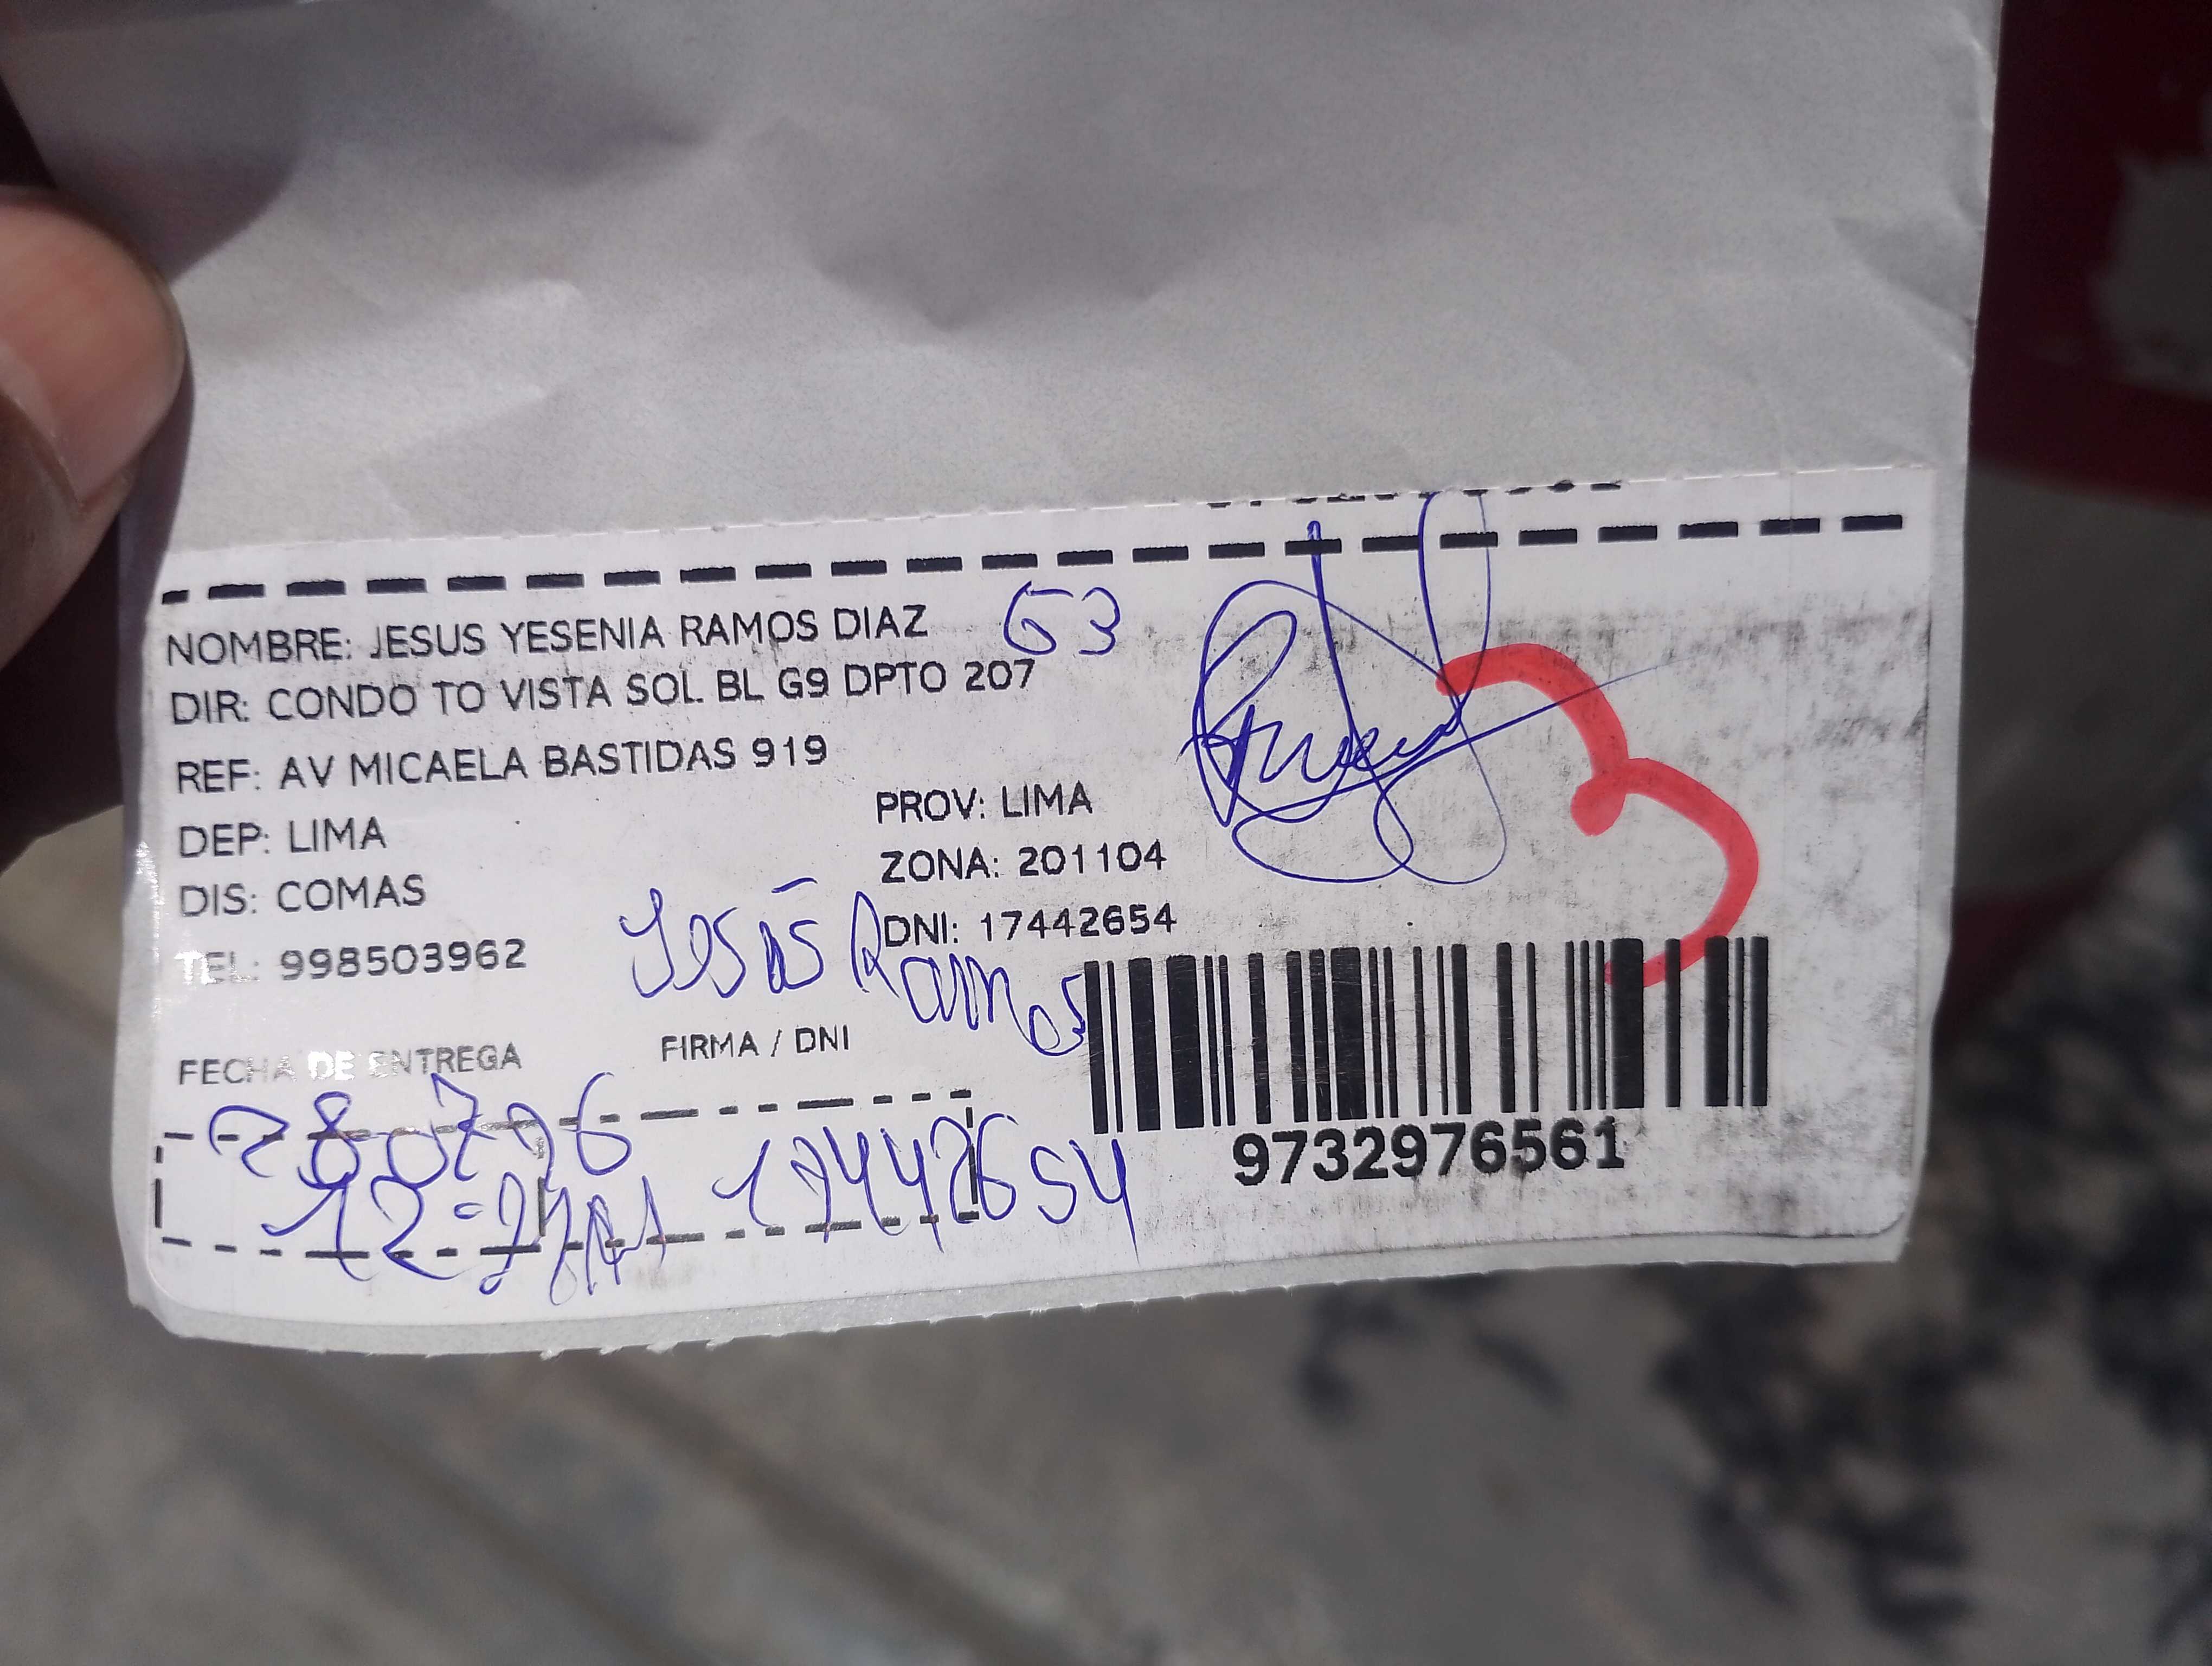 NOMBRE: JESUS YESENIA RAMOS DIAZ G3
DIR: CONDO TO VISTA SOL BL G9 DPTO 207
REF: AV MICAELA BASTIDAS 919
DEP: LIMA PROV: LIMA
ZONA: 201104
DIS: COMAS
DNI: 17442654
TEL: 998503962
Jesús Ramos
FECHA DE ENTREGA FIRMA / DNI
17442654
9732976561
3